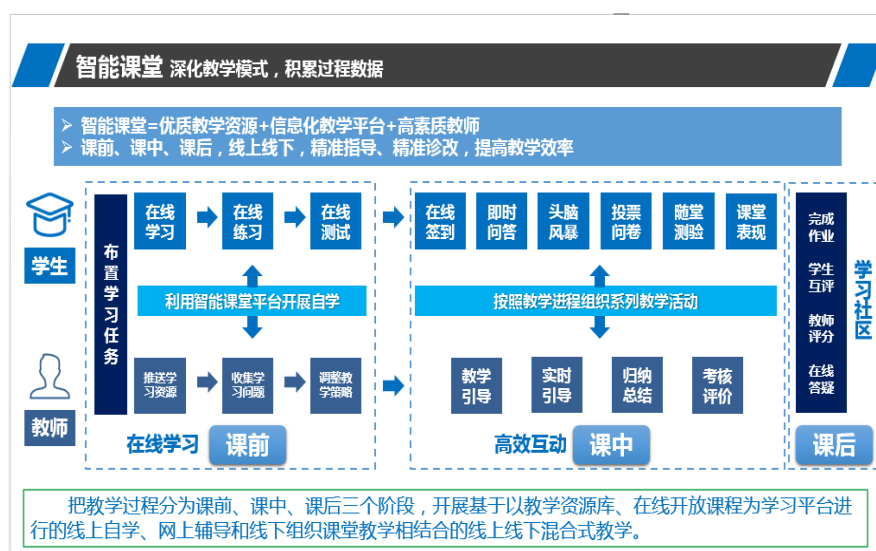 智能课堂 深化教学模式，积累过程数据
➢ 智能课堂=优质教学资源+信息化教学平台+高素质教师
➢ 课前、课中、课后，线上线下，精准指导、精准诊改，提高教学效率
学生
布置学习任务
在线
学习
在线
练习
在线
测试
利用智能课堂平台开展自学
教师
推送学
习资源
收集学
习问题
调整教
学策略
在线学习
课前
在线
签到
即时
问答
头脑
风暴
投票
问卷
随堂
测验
课堂
表现
按照教学进程组织系列教学活动
教学
引导
实时
引导
归纳
总结
考核
评价
高效互动
课中
完成
作业
学生
互评
教师
评分
在线
答疑
学习社区
课后
把教学过程分为课前、课中、课后三个阶段，开展基于以教学资源库、在线开放课程为学习平台进
行的线上自学、网上辅导和线下组织课堂教学相结合的线上线下混合式教学。